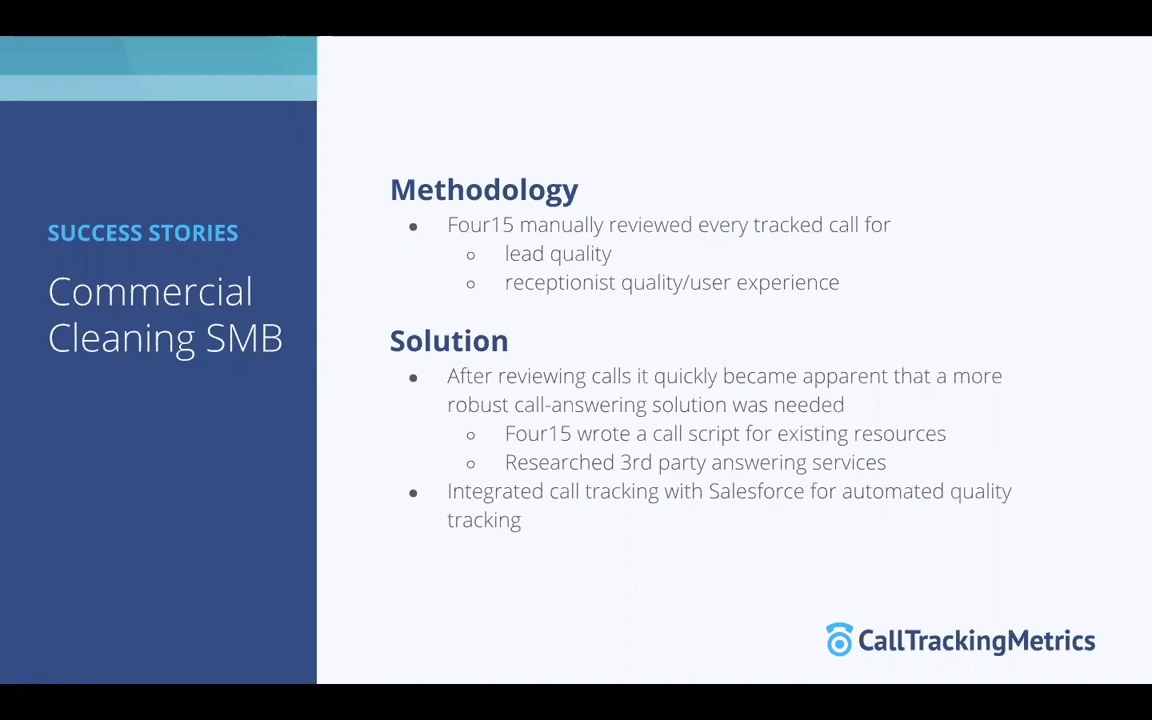 SUCCESS STORIES
Commercial
Cleaning SMB
Methodology
● Four15 manually reviewed every tracked call for
○ lead quality
○ receptionist quality/user experience
Solution
● After reviewing calls it quickly became apparent that a more
robust call-answering solution was needed
○ Four15 wrote a call script for existing resources
○ Researched 3rd party answering services
● Integrated call tracking with Salesforce for automated quality
tracking
CallTrackingMetrics